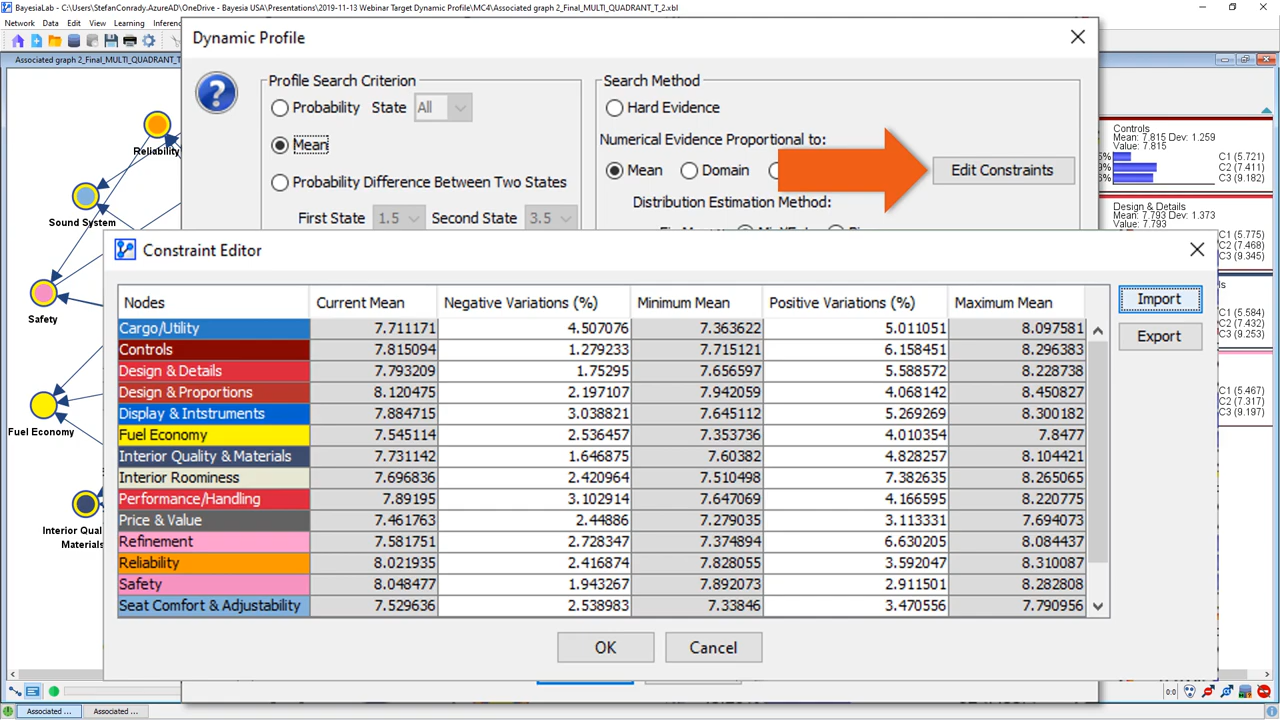 BayesiaLab - C:\Users\StefanConrady.AzureAD\OneDrive - Bayesia USA\Presentations\2019-11-13 Webinar Target Dynamic Profile\MC4\Associated graph 2_Final_MULTI_QUADRANT_T_2.xbl
Network Data Edit View Learning Inference
Associated graph 2_Final_MULTI_QUADRANT_T
Reliability
Sound System
Safety
Fuel Economy
Interior Qual
Materials
Dynamic Profile
Profile Search Criterion
Probability State All
Mean
Probability Difference Between Two States
First State 1.5 Second State 3.5
Search Method
Hard Evidence
Numerical Evidence Proportional to:
Mean Domain
Edit Constraints
Distribution Estimation Method:
Controls
Mean: 7.815 Dev: 1.259
Value: 7.815
C1 (5.721)
C2 (7.411)
C3 (9.182)
Design & Details
Mean: 7.793 Dev: 1.373
Value: 7.793
C1 (5.775)
C2 (7.468)
C3 (9.345)
C1 (5.584)
C2 (7.432)
C3 (9.253)
C1 (5.467)
C2 (7.317)
C3 (9.197)
Constraint Editor
Nodes Current Mean Negative Variations (%) Minimum Mean Positive Variations (%) Maximum Mean
Cargo/Utility 7.711171 4.507076 7.363622 5.011051 8.097581
Controls 7.815094 1.279233 7.715121 6.158451 8.296383
Design & Details 7.793209 1.75295 7.656597 5.588572 8.228738
Design & Proportions 8.120475 2.197107 7.942059 4.068142 8.450827
Display & Intstruments 7.884715 3.038821 7.645112 5.269269 8.300182
Fuel Economy 7.545114 2.536457 7.353736 4.010354 7.8477
Interior Quality & Materials 7.731142 1.646875 7.60382 4.828257 8.104421
Interior Roominess 7.696836 2.420964 7.510498 7.382635 8.265065
Performance/Handling 7.89195 3.102914 7.647069 4.166595 8.220775
Price & Value 7.461763 2.44886 7.279035 3.113331 7.694073
Refinement 7.581751 2.728347 7.374894 6.630205 8.084437
Reliability 8.021935 2.416874 7.828055 3.592047 8.310087
Safety 8.048477 1.943267 7.892073 2.911501 8.282808
Seat Comfort & Adjustability 7.529636 2.538983 7.33846 3.470556 7.790956
Import
Export
OK Cancel
0:0
Associated ... Associated ...